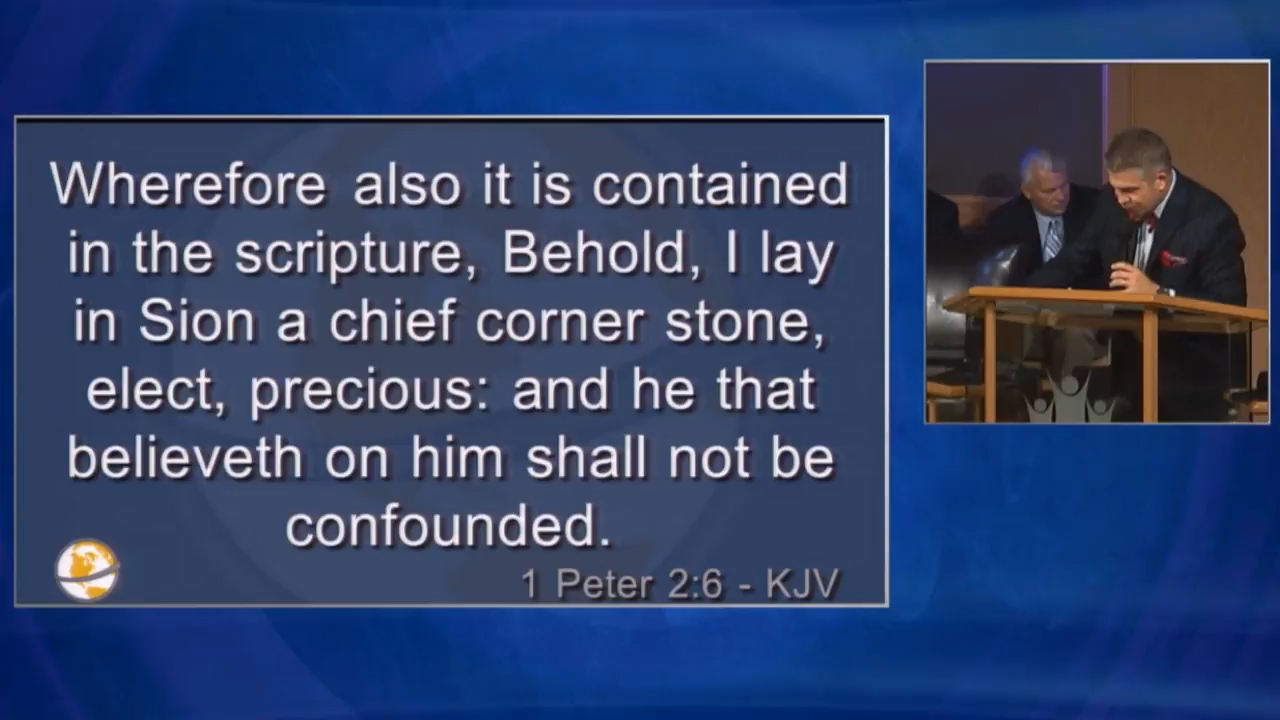 Wherefore also it is contained
in the scripture, Behold, I lay
in Sion a chief corner stone,
elect, precious: and he that
believeth on him shall not be
confounded.
1 Peter 2:6 - KJV